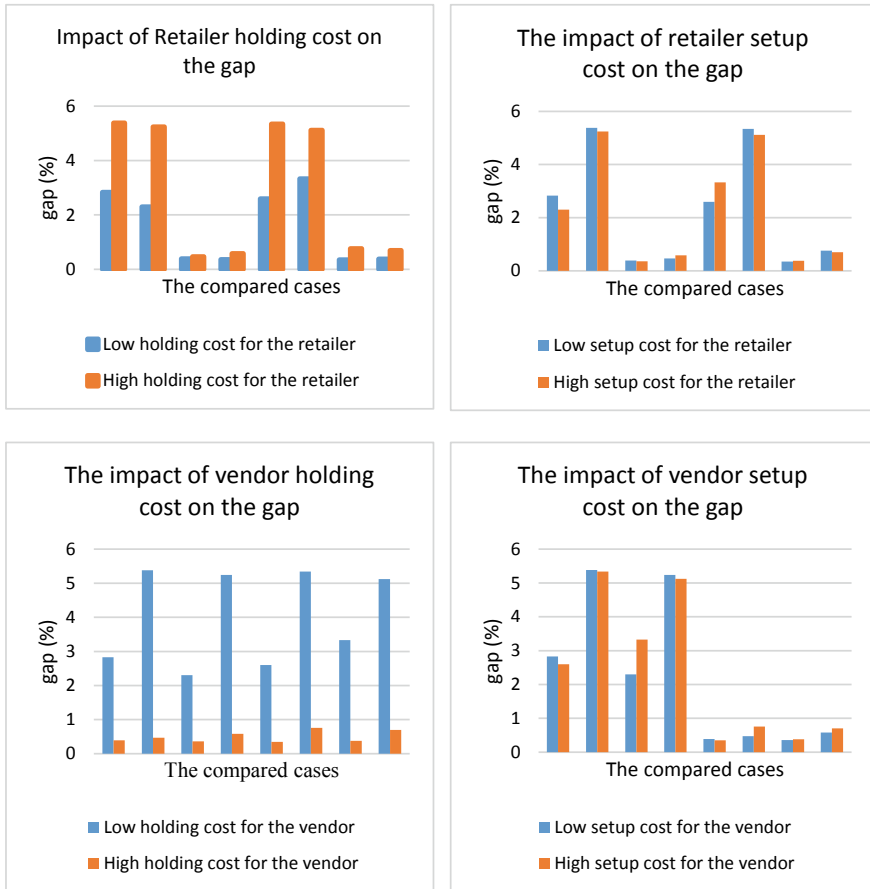 Impact of Retailer holding cost on
the gap
6
4
2
0
gap (%)
The compared cases
Low holding cost for the retailer
High holding cost for the retailer
The impact of retailer setup
cost on the gap
6
4
2
0
gap (%)
The compared cases
Low setup cost for the retailer
High setup cost for the retailer
The impact of vendor holding
cost on the gap
6
5
4
3
2
1
0
gap (%)
The compared cases
Low holding cost for the vendor
High holding cost for the vendor
The impact of vendor setup
cost on the gap
6
5
4
3
2
1
0
gap (%)
The compared cases
Low setup cost for the vendor
High setup cost for the vendor